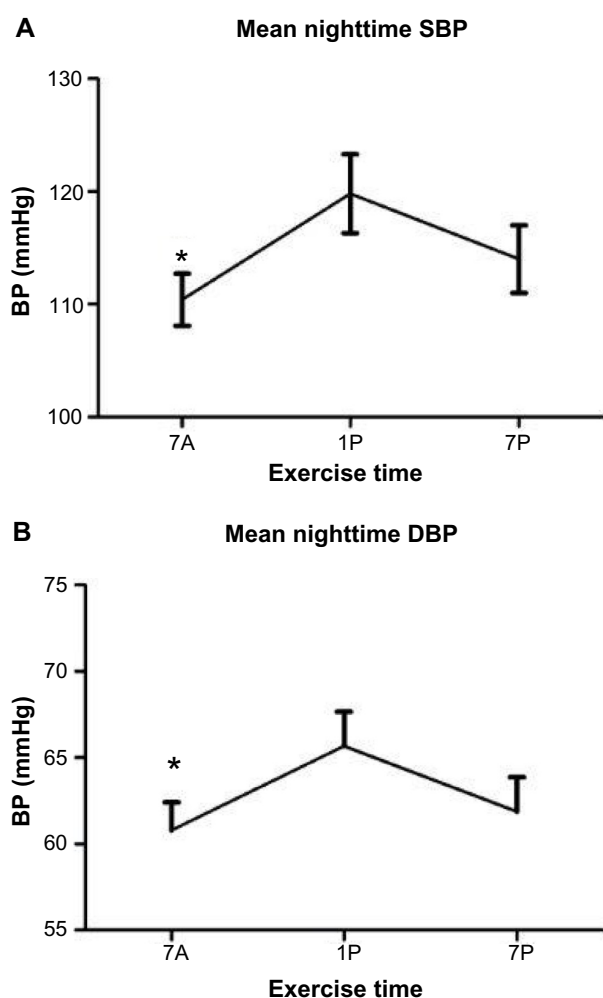 A
Mean nighttime SBP
130
120
110
100
BP (mmHg)
*
7A 1P 7P
Exercise time
B
Mean nighttime DBP
75
70
65
60
55
BP (mmHg)
*
7A 1P 7P
Exercise time